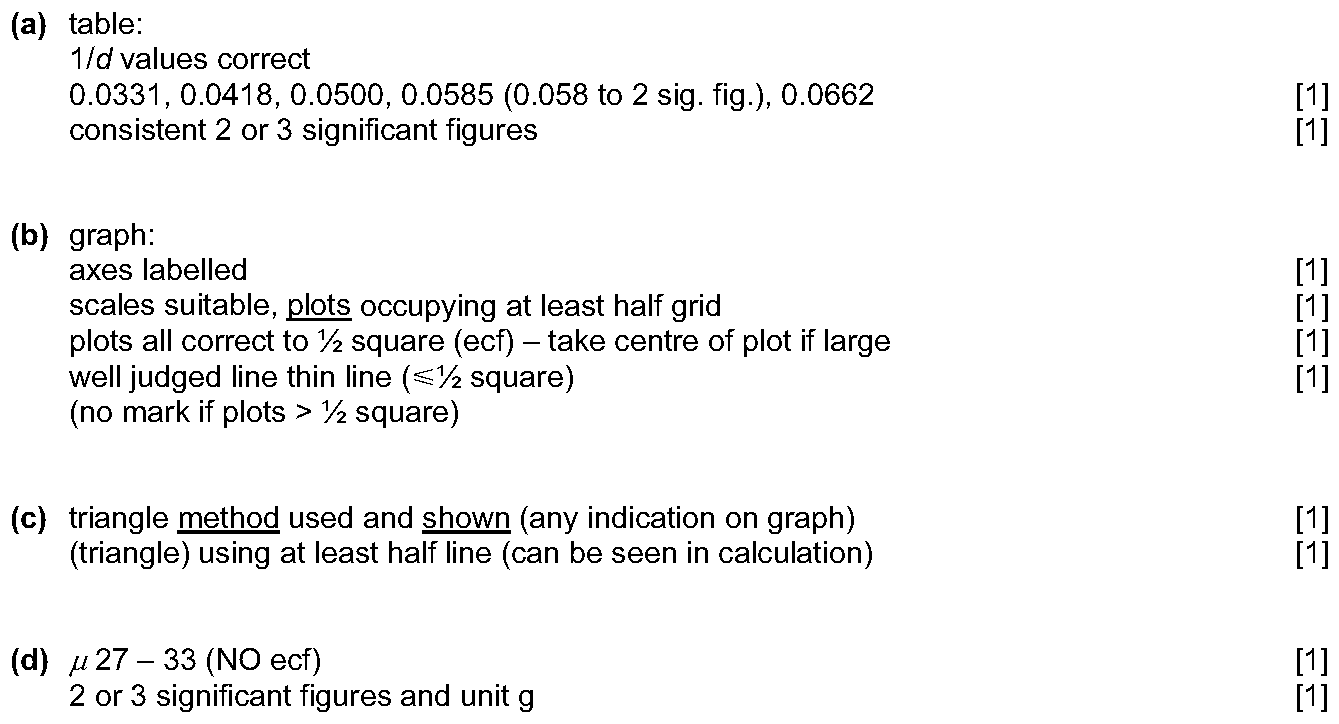 (a) table:
1/d values correct
0.0331, 0.0418, 0.0500, 0.0585 (0.058 to 2 sig. fig.), 0.0662 [1]
consistent 2 or 3 significant figures [1]
(b) graph:
axes labelled [1]
scales suitable, plots occupying at least half grid [1]
plots all correct to ½ square (ecf) – take centre of plot if large [1]
well judged line thin line (⩽½ square) [1]
(no mark if plots > ½ square)
(c) triangle method used and shown (any indication on graph) [1]
(triangle) using at least half line (can be seen in calculation) [1]
(d) μ 27 – 33 (NO ecf) [1]
2 or 3 significant figures and unit g [1]